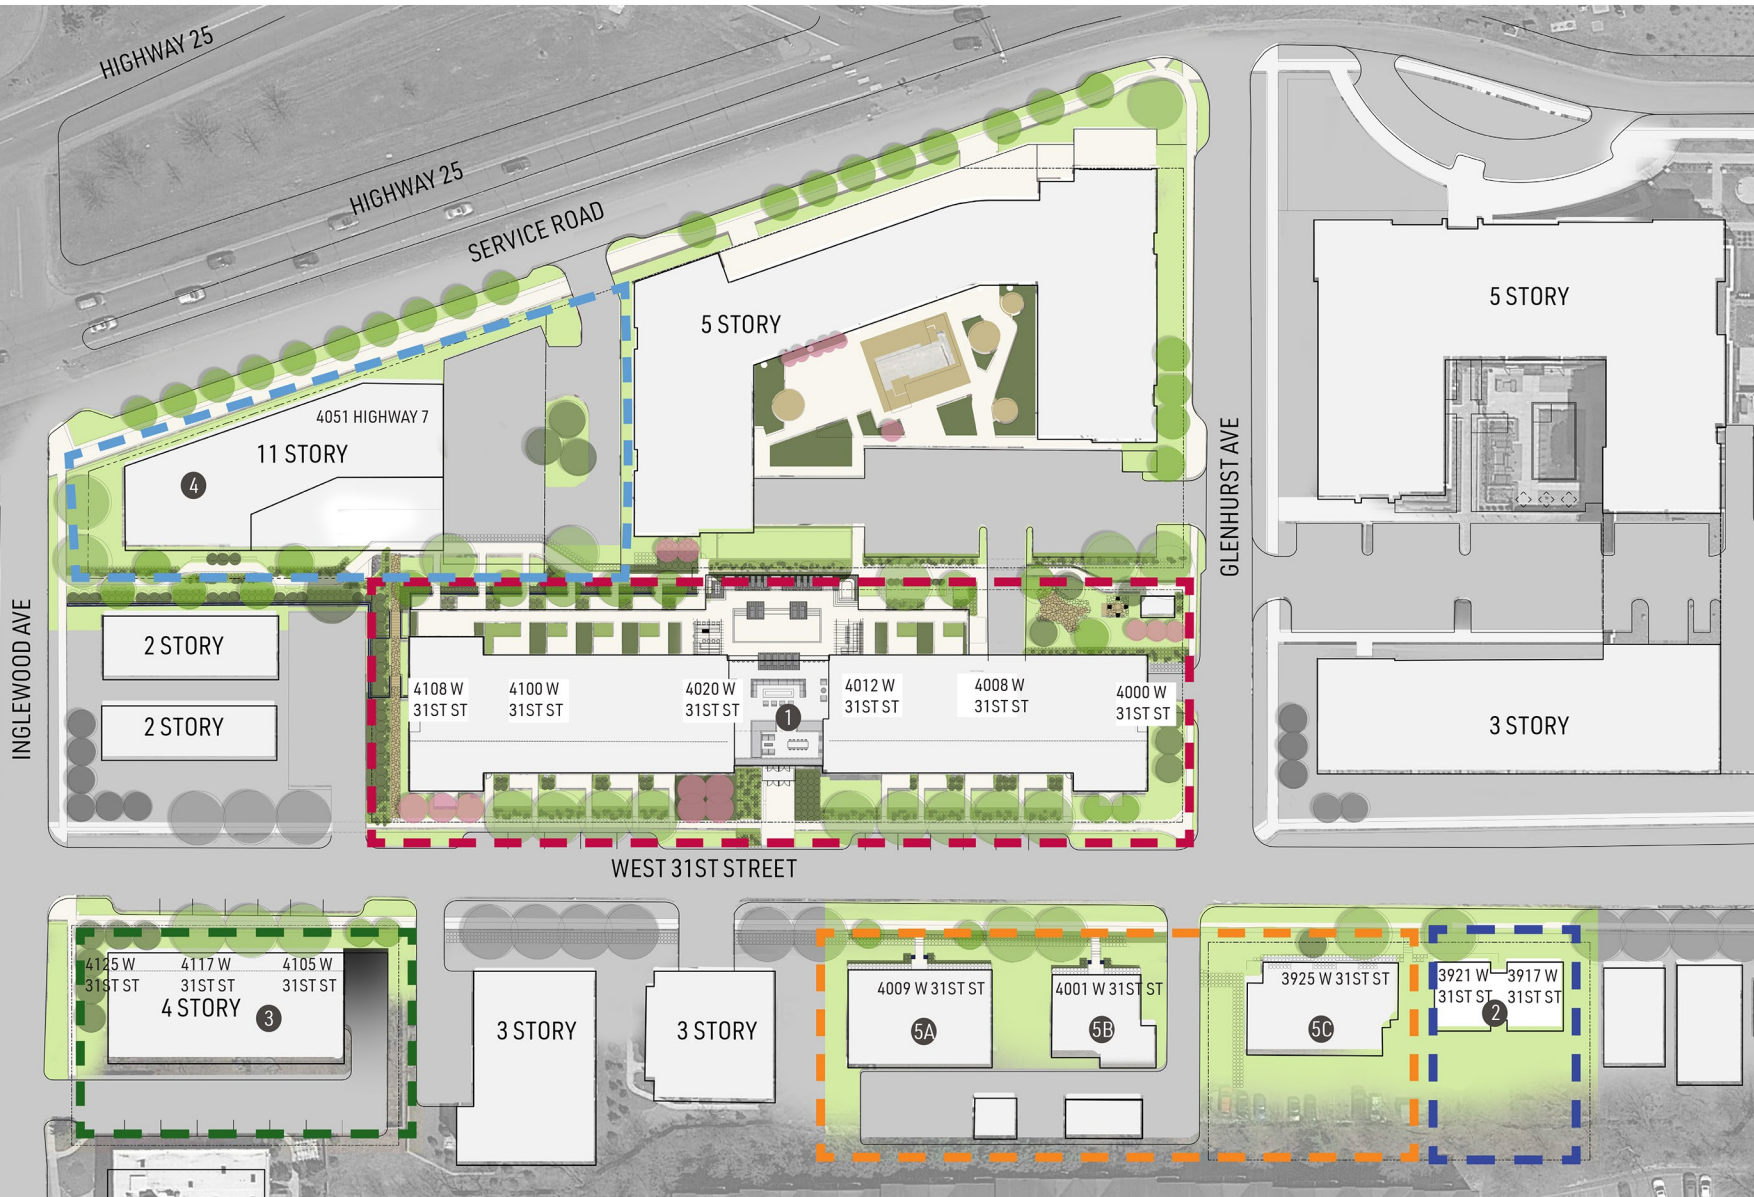 HIGHWAY 25
HIGHWAY 25
SERVICE ROAD
5 STORY
5 STORY
4051 HIGHWAY 7
11 STORY
4
GLENHURST AVE
INGLEWOOD AVE
2 STORY
2 STORY
4108 W
31ST ST
4100 W
31ST ST
4020 W
31ST ST
1
4012 W
31ST ST
4008 W
31ST ST
4000 W
31ST ST
3 STORY
WEST 31ST STREET
4125 W
31ST ST
4117 W
31ST ST
4105 W
31ST ST
4 STORY
3
3 STORY
3 STORY
4009 W 31ST ST
5A
4001 W 31ST ST
5B
3925 W 31ST ST
5C
3921 W
31ST ST
3917 W
31ST ST
2